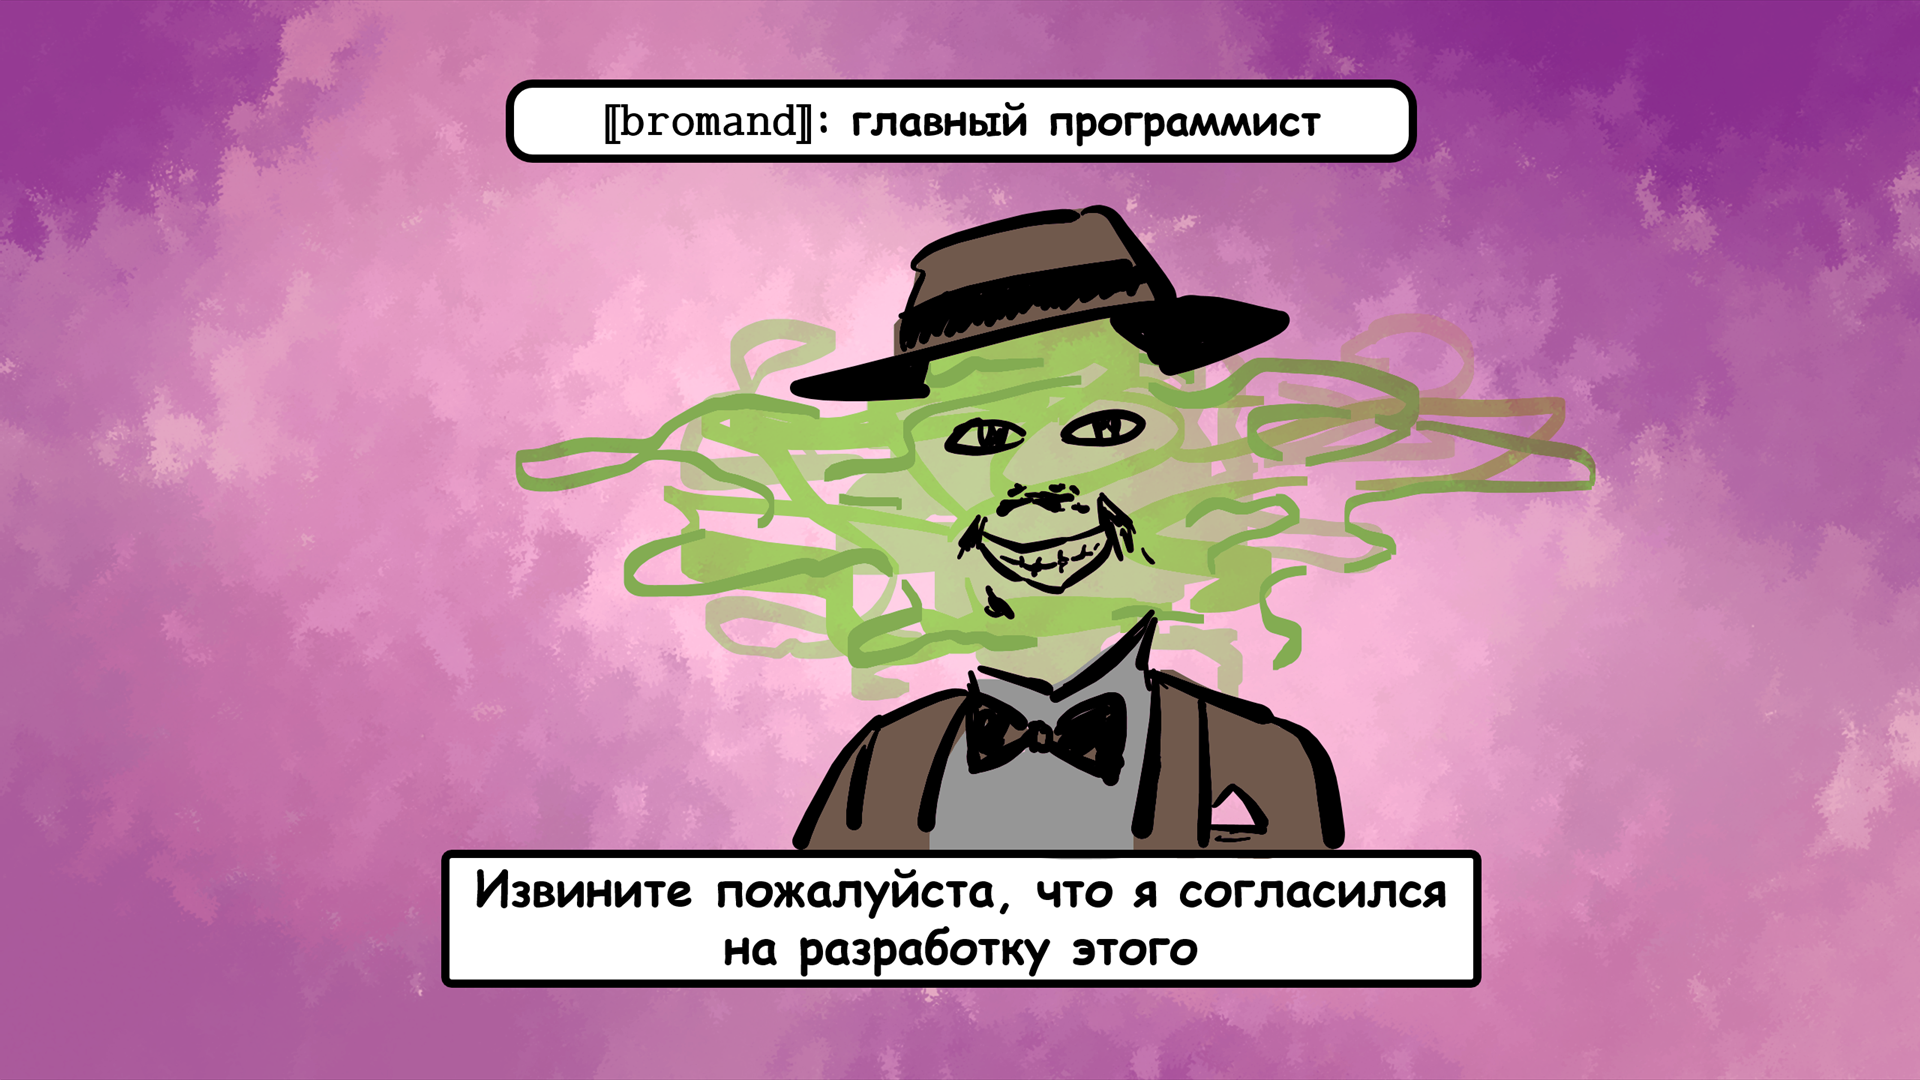 ⟦bromand⟧: главный программист
Извините пожалуйста, что я согласился
на разработку этого